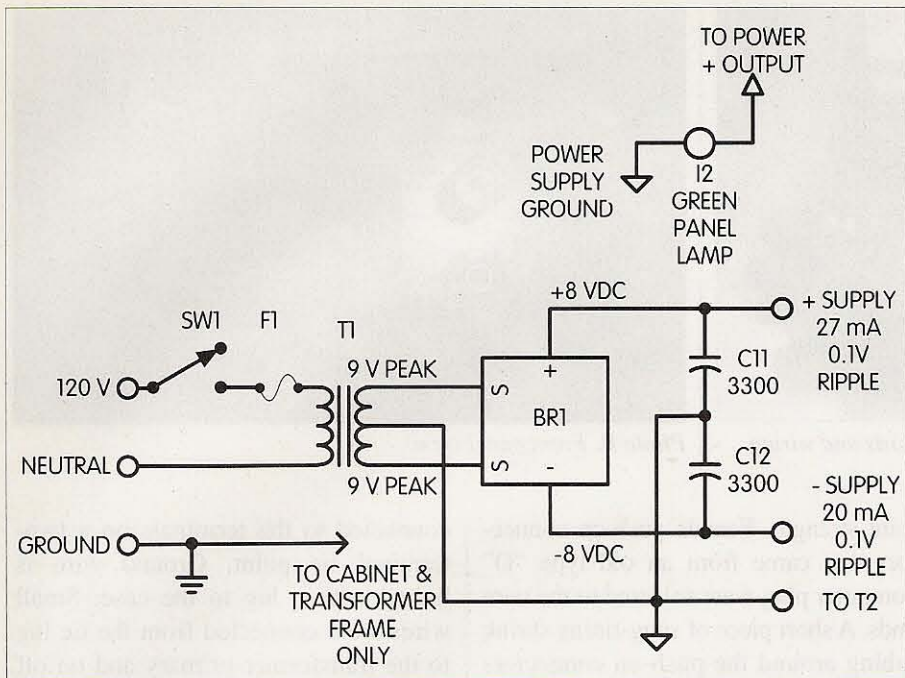 TO POWER
+ OUTPUT
POWER
SUPPLY
GROUND
I2
GREEN
PANEL
LAMP
+8 VDC
+ SUPPLY
27 mA
0.1V
RIPPLE
SW1
F1
T1
9 V PEAK
C11
3300
120 V
S
+
BR1
S
-
NEUTRAL
9 V PEAK
C12
3300
- SUPPLY
20 mA
0.1V
RIPPLE
GROUND
-8 VDC
TO CABINET &
TRANSFORMER
FRAME
ONLY
TO T2